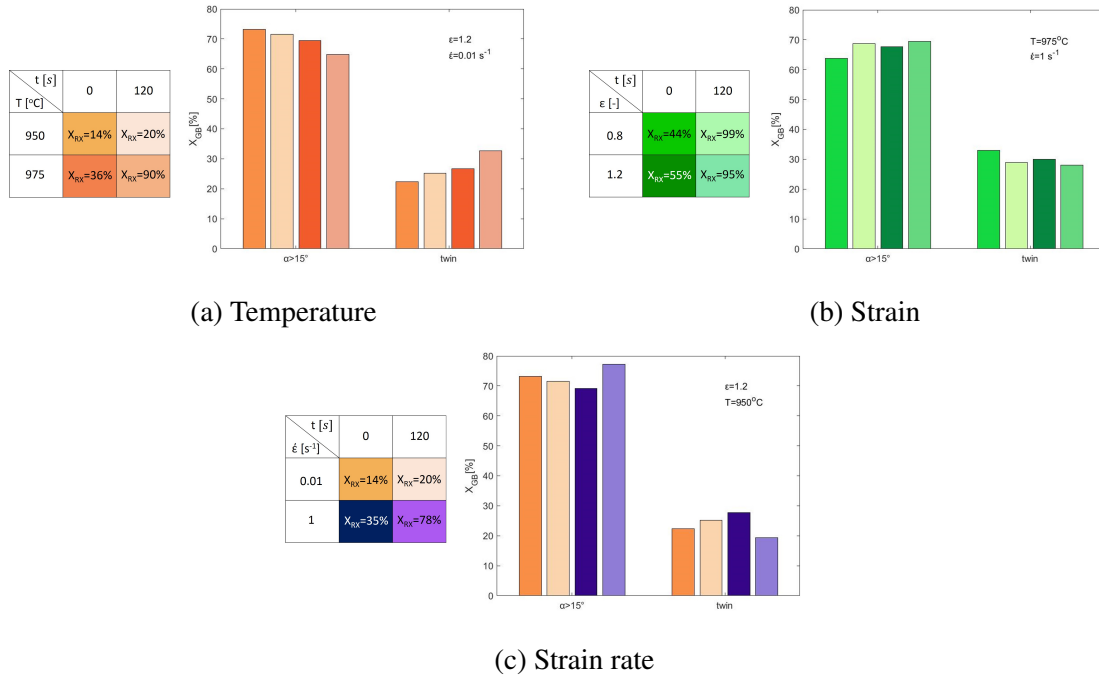 t [s]
T [°C]
0
120
950
X_RX=14%
X_RX=20%
975
X_RX=36%
X_RX=90%
X_GB[%]
80
70
60
50
40
30
20
10
0
ε=1.2
ε̇=0.01 s⁻¹
α>15°
twin
(a) Temperature
t [s]
ε [-]
0
120
0.8
X_RX=44%
X_RX=99%
1.2
X_RX=55%
X_RX=95%
X_GB[%]
80
70
60
50
40
30
20
10
0
T=975°C
ε̇=1 s⁻¹
α>15°
twin
(b) Strain
t [s]
ε̇ [s⁻¹]
0
120
0.01
X_RX=14%
X_RX=20%
1
X_RX=35%
X_RX=78%
X_GB[%]
80
70
60
50
40
30
20
10
0
ε=1.2
T=950°C
α>15°
twin
(c) Strain rate